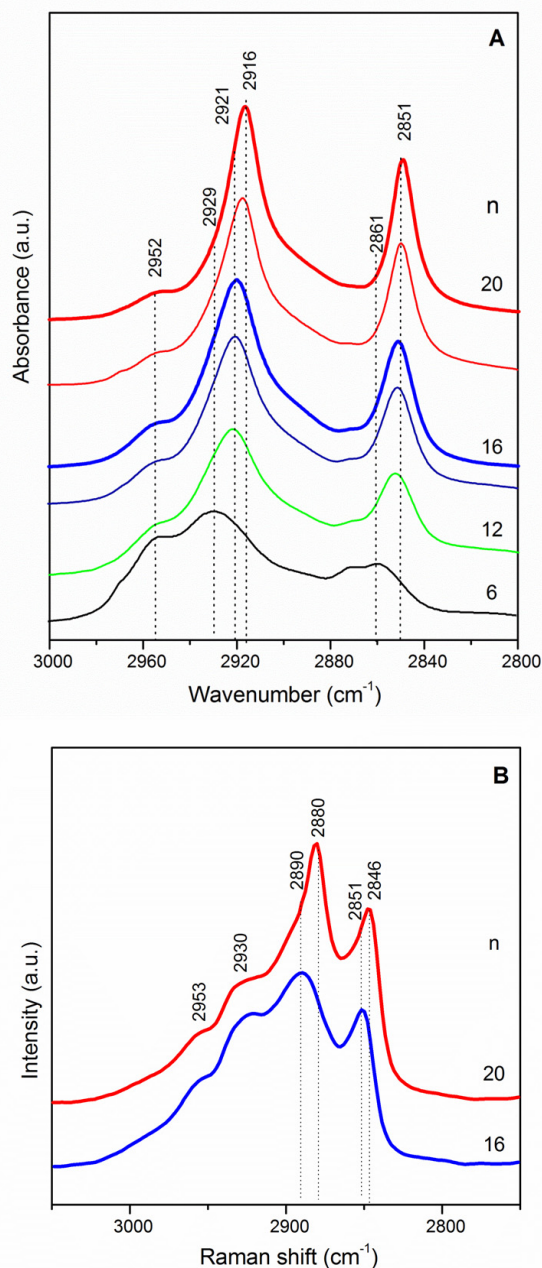 A
2952
2929
2921
2916
2861
2851
n
20
16
12
6
Absorbance (a.u.)
3000 2960 2920 2880 2840 2800
Wavenumber (cm⁻¹)
B
2953
2930
2890
2880
2851
2846
n
20
16
Intensity (a.u.)
3000 2900 2800
Raman shift (cm⁻¹)